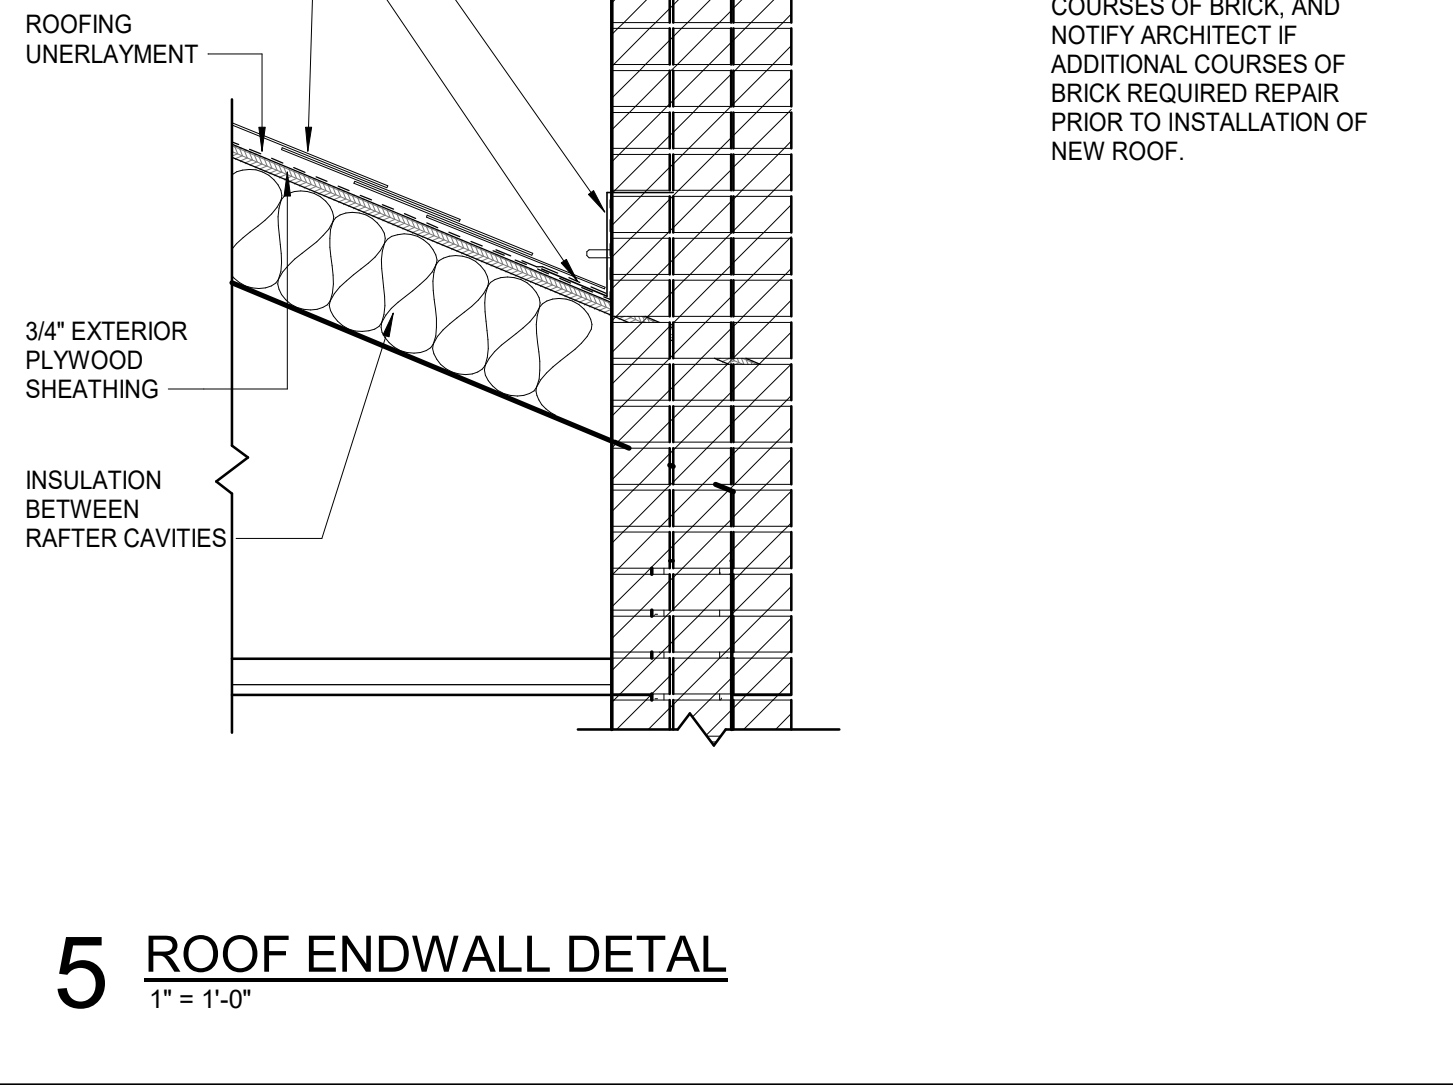 ROOFING
UNERLAYMENT
3/4" EXTERIOR
PLYWOOD
SHEATHING
INSULATION
BETWEEN
RAFTER CAVITIES
COURSES OF BRICK, AND
NOTIFY ARCHITECT IF
ADDITIONAL COURSES OF
BRICK REQUIRED REPAIR
PRIOR TO INSTALLATION OF
NEW ROOF.
5 ROOF ENDWALL DETAL
1" = 1'-0"